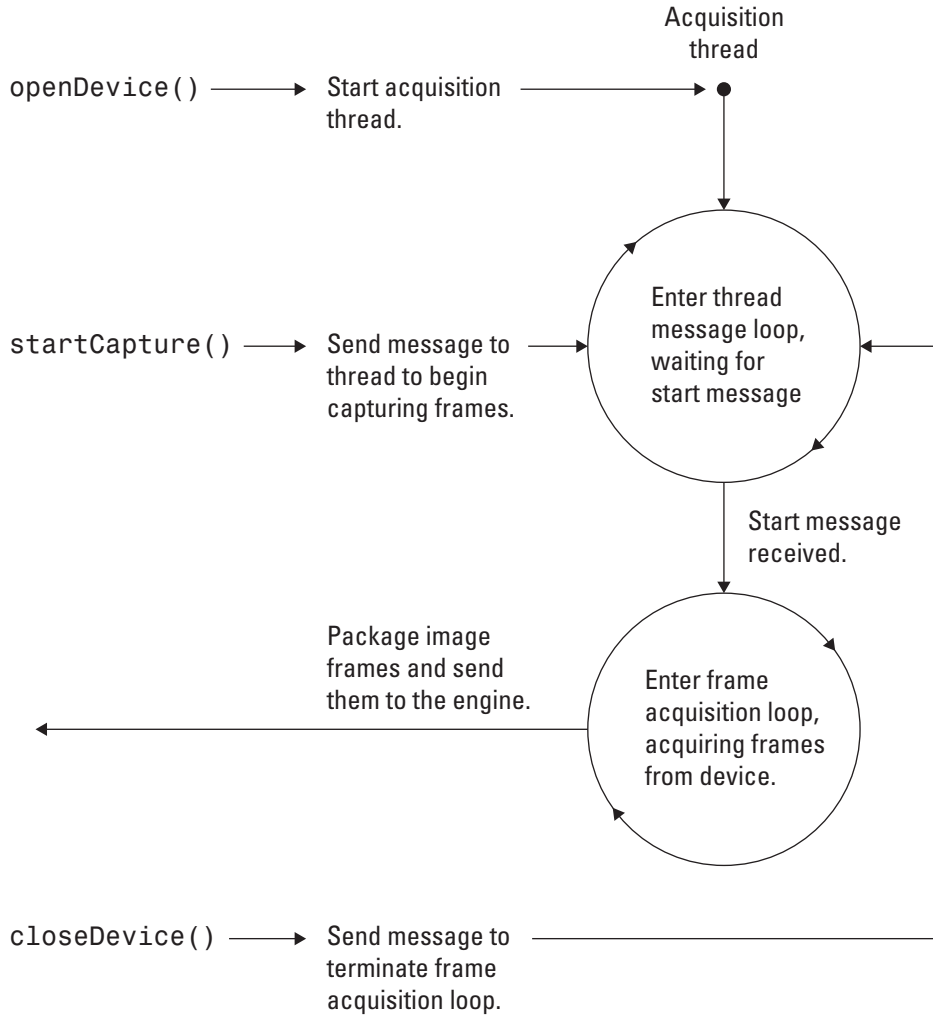 Acquisition
thread
openDevice()
Start acquisition
thread.
Enter thread
message loop,
waiting for
start message
startCapture()
Send message to
thread to begin
capturing frames.
Start message
received.
Package image
frames and send
them to the engine.
Enter frame
acquisition loop,
acquiring frames
from device.
closeDevice()
Send message to
terminate frame
acquisition loop.